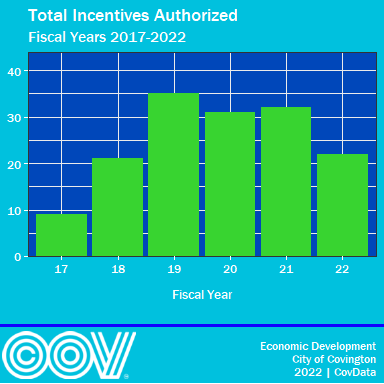 Total Incentives Authorized
Fiscal Years 2017-2022
40
30
20
10
0
17 18 19 20 21 22
Fiscal Year
COV®
Economic Development
City of Covington
2022 | CovData